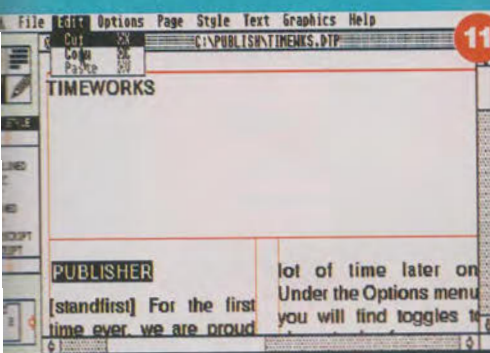 File Edit Options Page Style Text Graphics Help
11
Cut
C:\PUBLISH\TIMEWKS.DTP
Copy
Paste
TIMEWORKS
STYLE
PUBLISHER
[standfirst] For the first
time ever, we are proud
lot of time later on
Under the Options menu
you will find toggles to